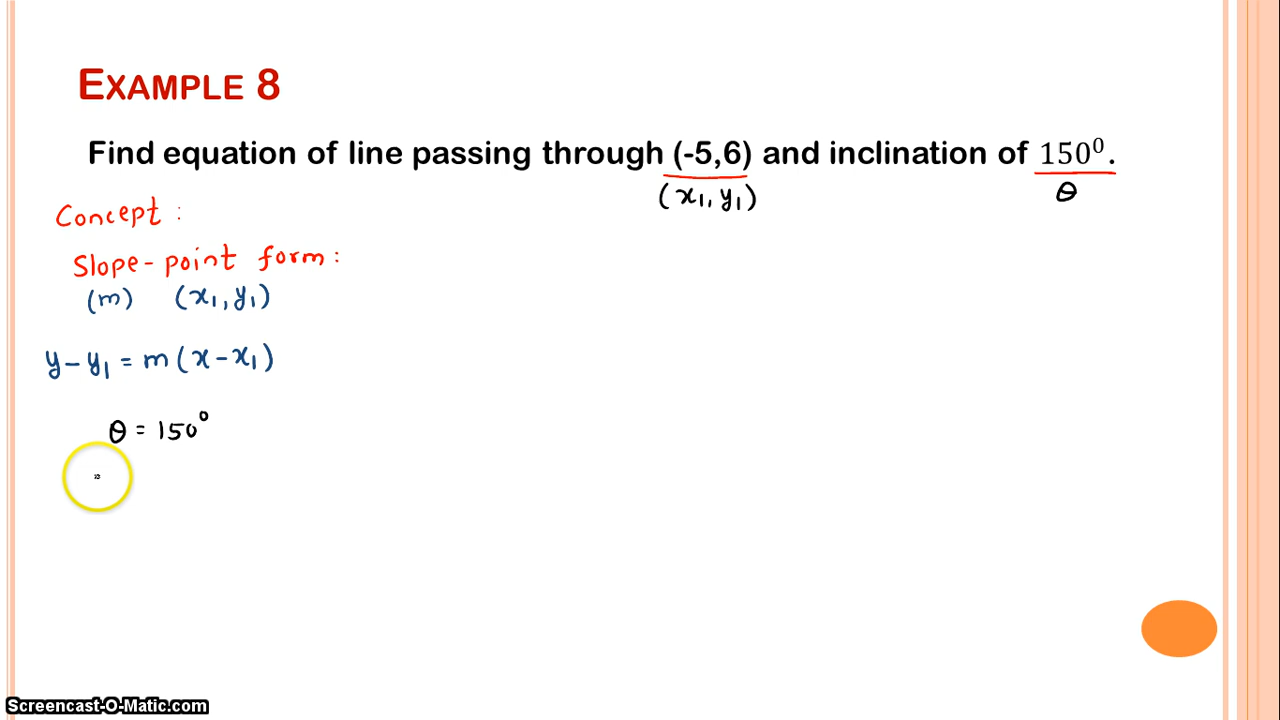 EXAMPLE 8
Find equation of line passing through (-5,6) and inclination of 150⁰.
(x₁, y₁) θ
Concept :
Slope-point form :
(m) (x₁, y₁)
y-y₁ = m(x-x₁)
θ = 150⁰
Screencast-O-Matic.com